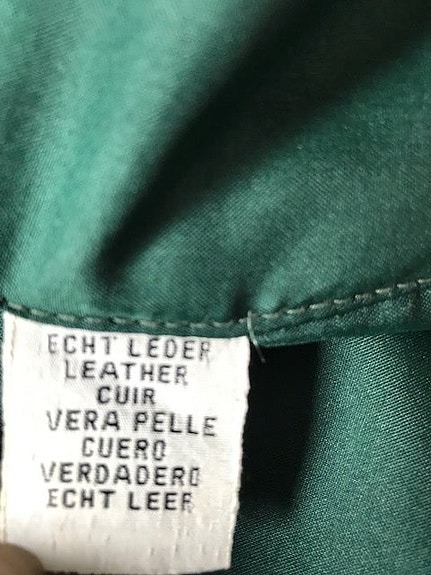 ECHT LEDER
LEATHER
CUIR
VERA PELLE
CUERO
VERDADERO
ECHT LEER